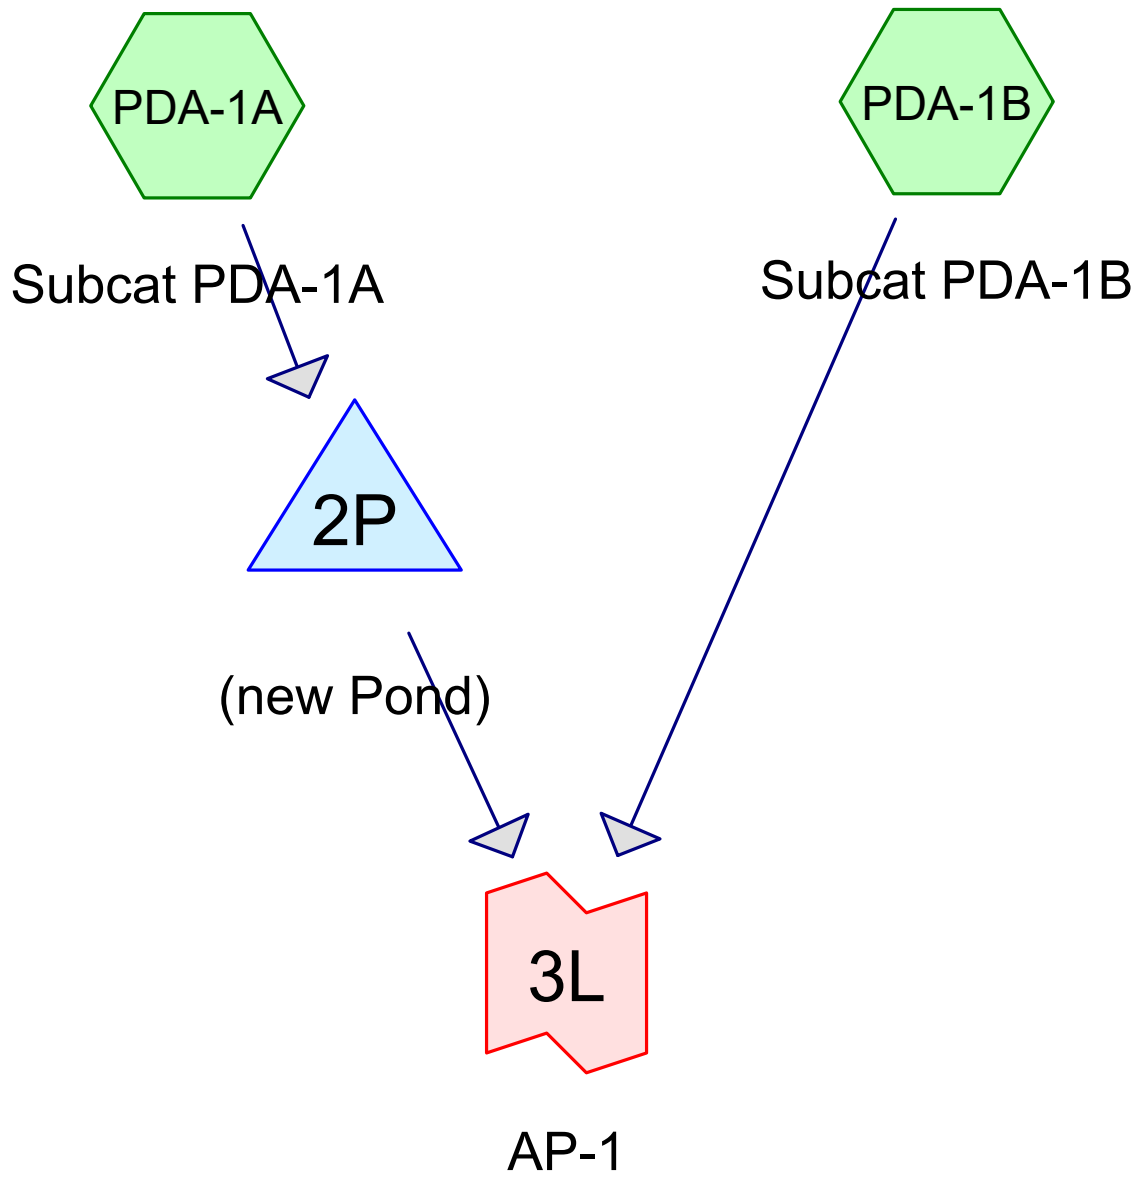 PDA-1A
PDA-1B
Subcat PDA-1A
Subcat PDA-1B
2P
(new Pond)
3L
AP-1